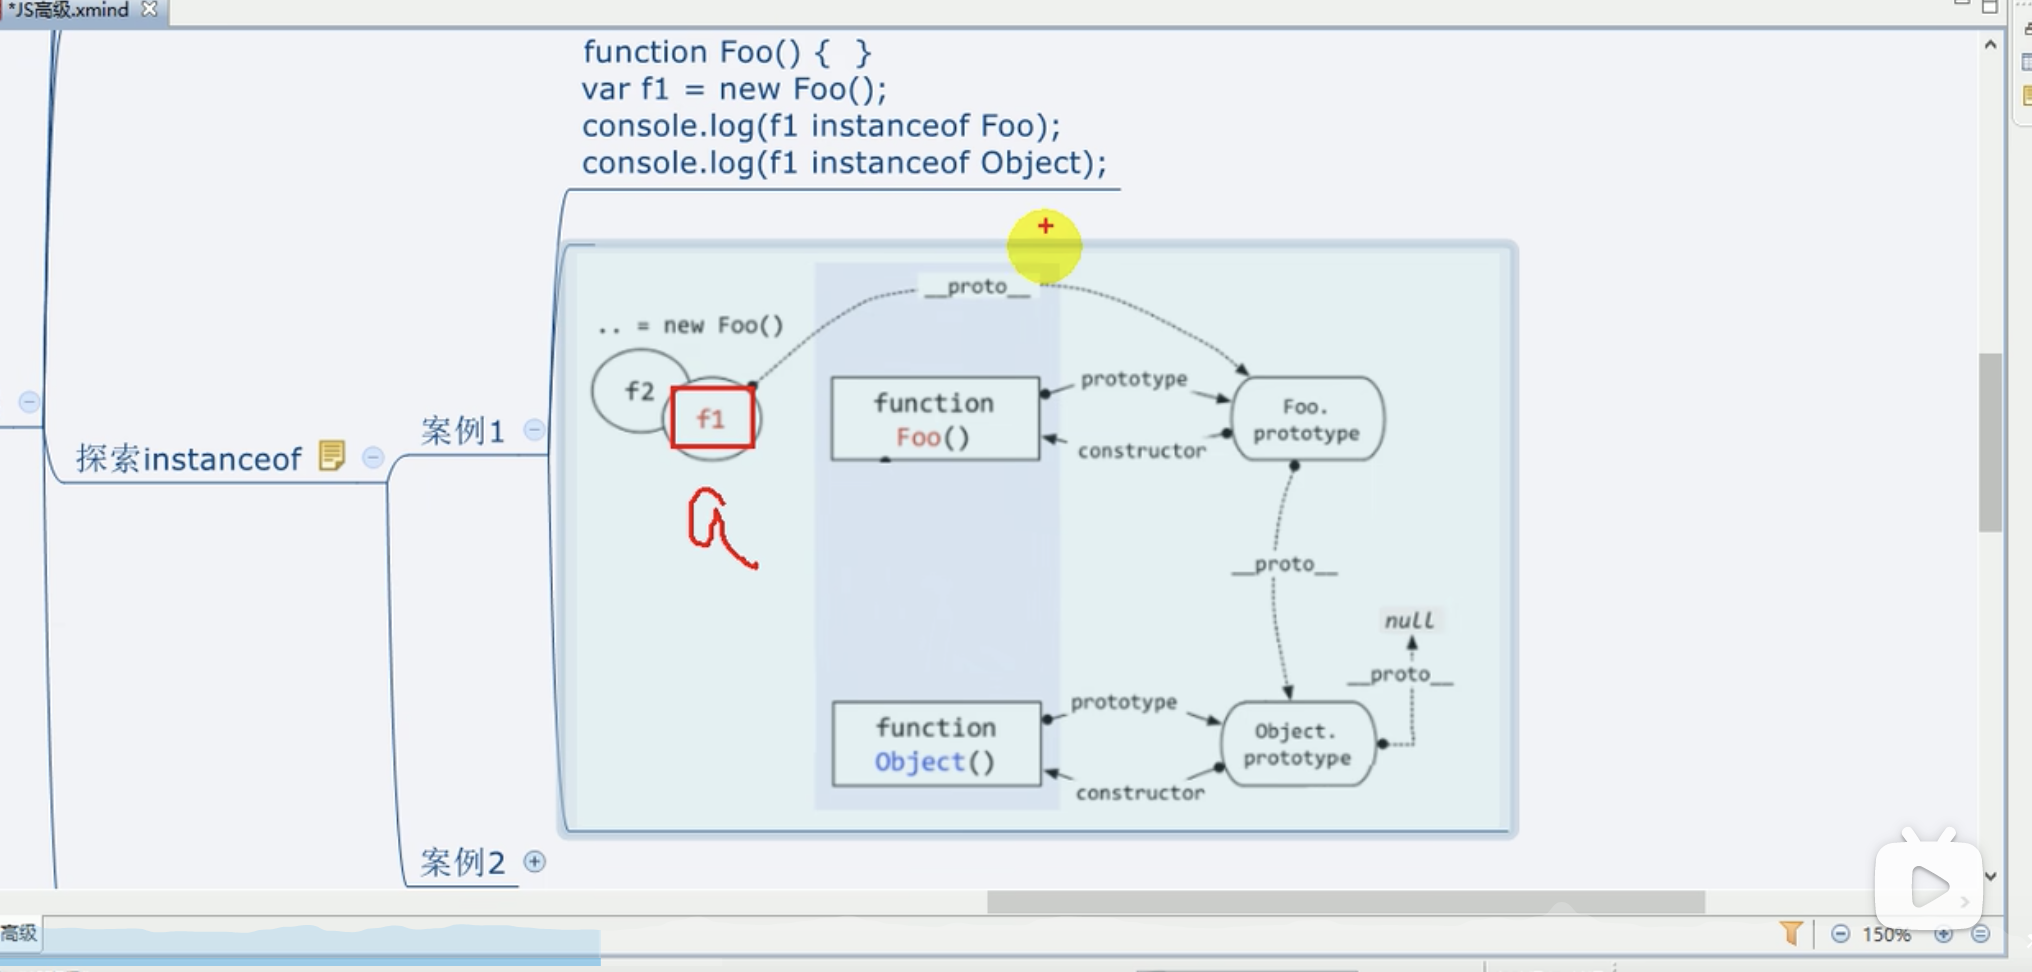 *JS高级.xmind
function Foo() { }
var f1 = new Foo();
console.log(f1 instanceof Foo);
console.log(f1 instanceof Object);
探索instanceof
案例1
案例2
__proto__
.. = new Foo()
f2
f1
function
Foo()
prototype
constructor
Foo.
prototype
__proto__
null
__proto__
function
Object()
prototype
constructor
Object.
prototype
高级
150%